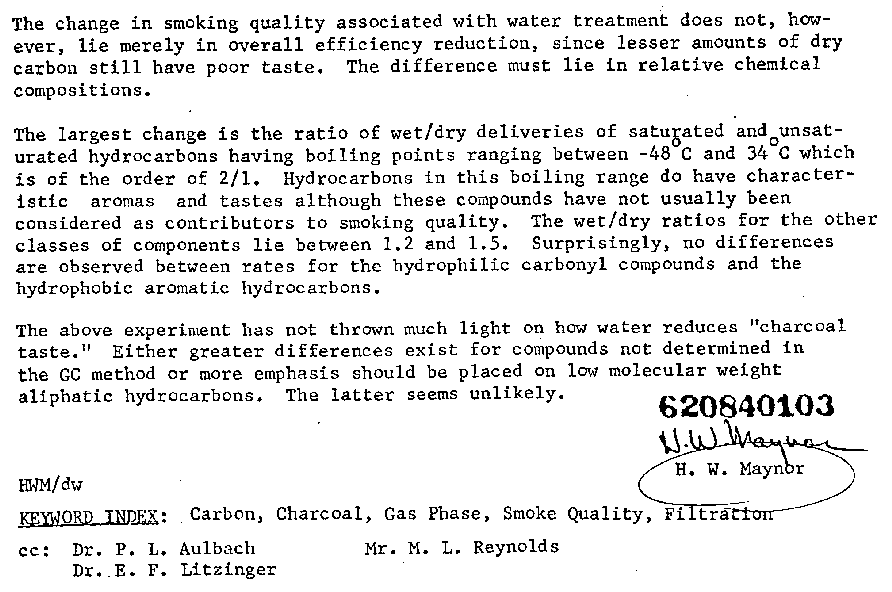 The change in smoking quality associated with water treatment does not, how-
ever, lie merely in overall efficiency reduction, since lesser amounts of dry
carbon still have poor taste. The difference must lie in relative chemical
compositions.
The largest change is the ratio of wet/dry deliveries of saturated and unsat-
urated hydrocarbons having boiling points ranging between -48°C and 34°C which
is of the order of 2/1. Hydrocarbons in this boiling range do have character-
istic aromas and tastes although these compounds have not usually been
considered as contributors to smoking quality. The wet/dry ratios for the other
classes of components lie between 1.2 and 1.5. Surprisingly, no differences
are observed between rates for the hydrophilic carbonyl compounds and the
hydrophobic aromatic hydrocarbons.
The above experiment has not thrown much light on how water reduces "charcoal
taste." Either greater differences exist for compounds not determined in
the GC method or more emphasis should be placed on low molecular weight
aliphatic hydrocarbons. The latter seems unlikely.
620840103
H.W. Maynor
H. W. Maynor
HWM/dw
KEYWORD INDEX: Carbon, Charcoal, Gas Phase, Smoke Quality, Filtration
cc: Dr. P. L. Aulbach Mr. M. L. Reynolds
Dr. E. F. Litzinger